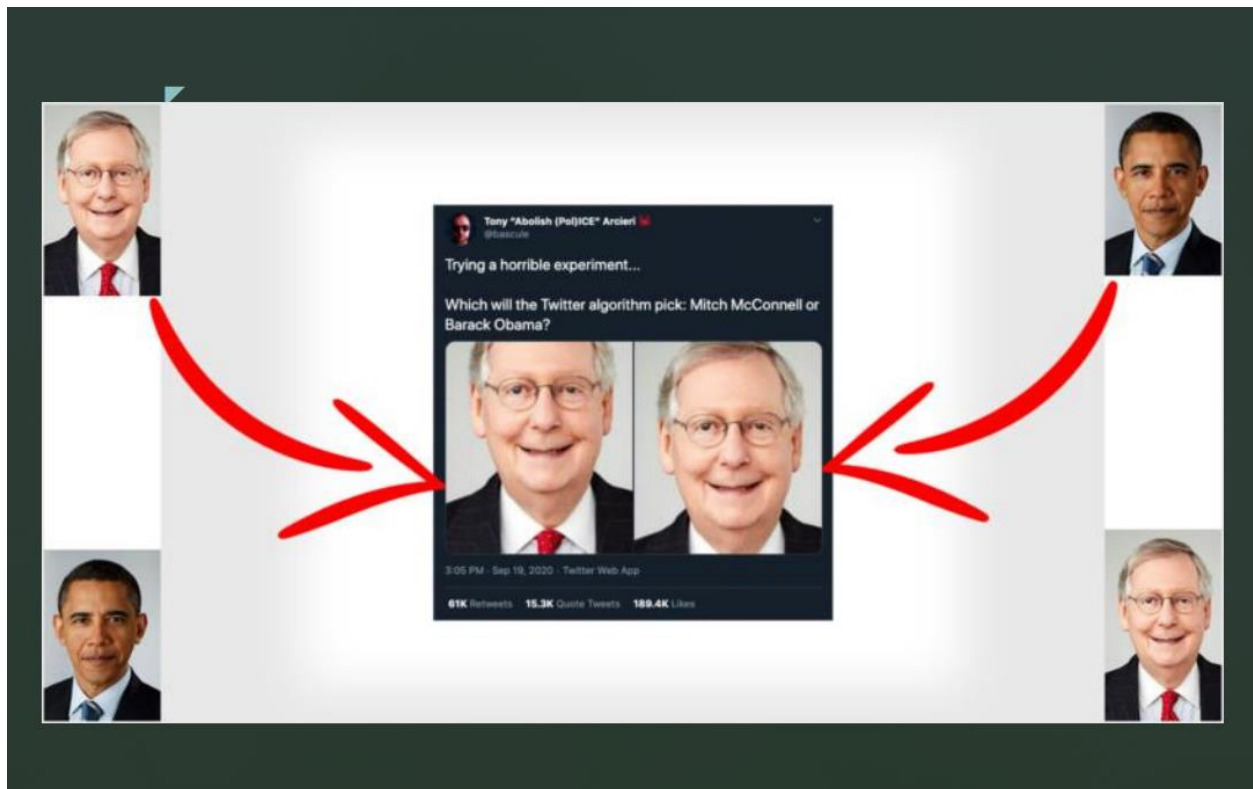 Tony "Abolish (Pol)ICE" Arcieri
@bascule
Trying a horrible experiment...
Which will the Twitter algorithm pick: Mitch McConnell or
Barack Obama?
3:05 PM · Sep 19, 2020 · Twitter Web App
61K Retweets 15.3K Quote Tweets 189.4K Likes